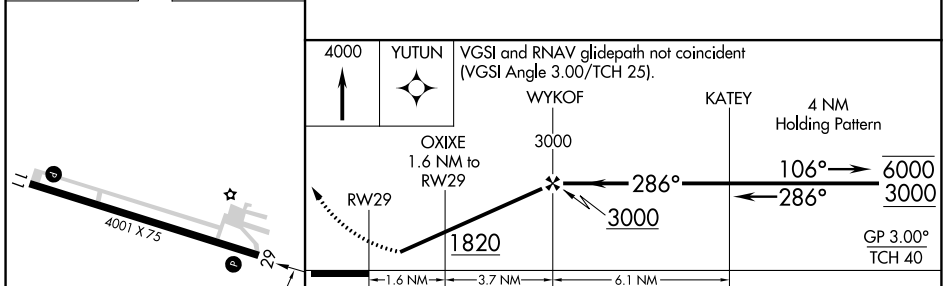 4000
YUTUN
VGSI and RNAV glidepath not coincident
(VGSI Angle 3.00/TCH 25).
WYKOF
KATEY
4 NM
Holding Pattern
OXIXE
1.6 NM to
RW29
3000
RW29
286°
106°
6000
286°
3000
3000
1820
GP 3.00°
TCH 40
1.6 NM
3.7 NM
6.1 NM
11
P
4001 X 75
P
29